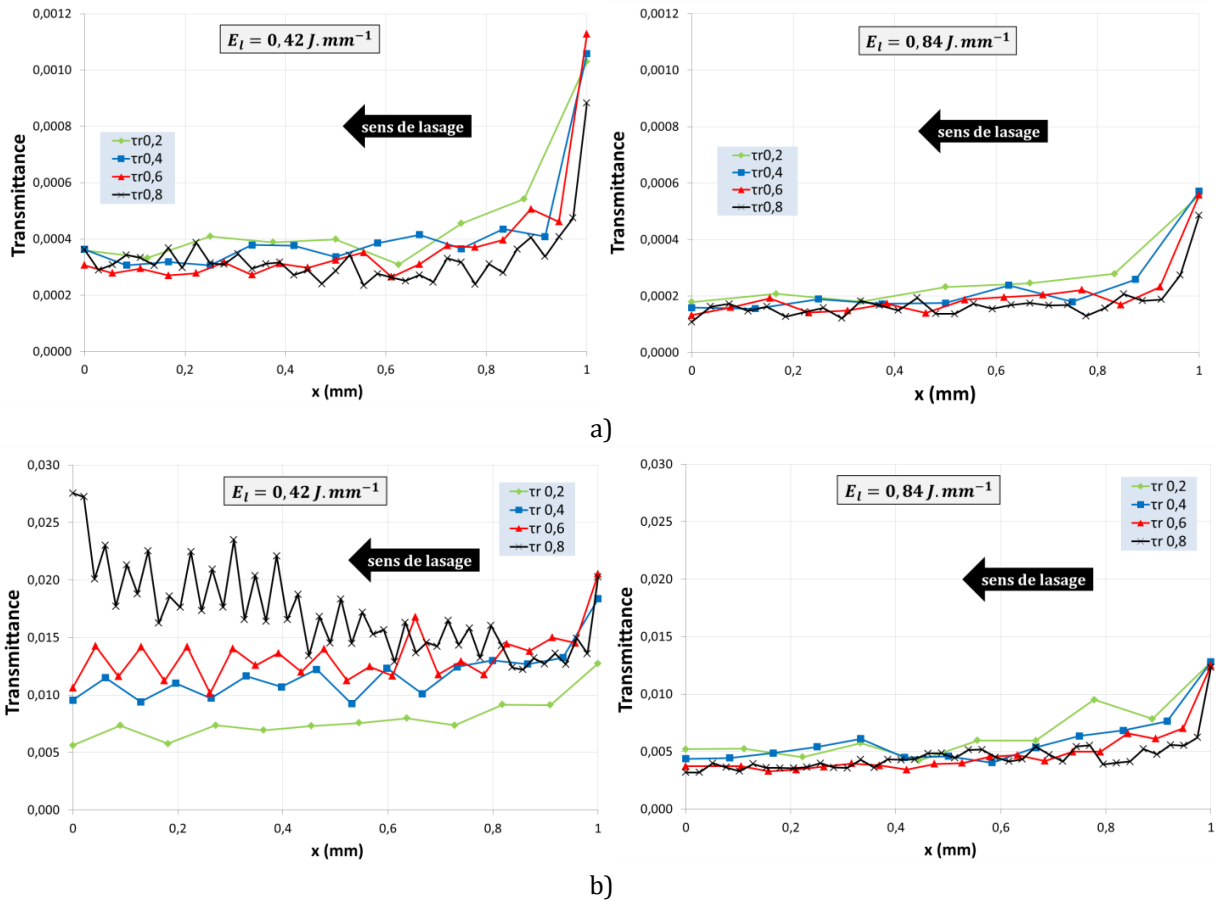 0,0012
0,0010
0,0008
0,0006
0,0004
0,0002
0,0000
Transmittance
E_l = 0,42 J.mm⁻¹
sens de lasage
τr0,2
τr0,4
τr0,6
τr0,8
0 0,2 0,4 0,6 0,8 1
x (mm)
0,0012
0,0010
0,0008
0,0006
0,0004
0,0002
0,0000
Transmittance
E_l = 0,84 J.mm⁻¹
sens de lasage
τr0,2
τr0,4
τr0,6
τr0,8
0 0,2 0,4 0,6 0,8 1
x (mm)
a)
0,030
0,025
0,020
0,015
0,010
0,005
0,000
Transmittance
E_l = 0,42 J.mm⁻¹
τr 0,2
τr 0,4
τr 0,6
τr 0,8
sens de lasage
0 0,2 0,4 0,6 0,8 1
x (mm)
0,030
0,025
0,020
0,015
0,010
0,005
0,000
Transmittance
E_l = 0,84 J.mm⁻¹
τr 0,2
τr 0,4
τr 0,6
τr 0,8
sens de lasage
0 0,2 0,4 0,6 0,8 1
x (mm)
b)